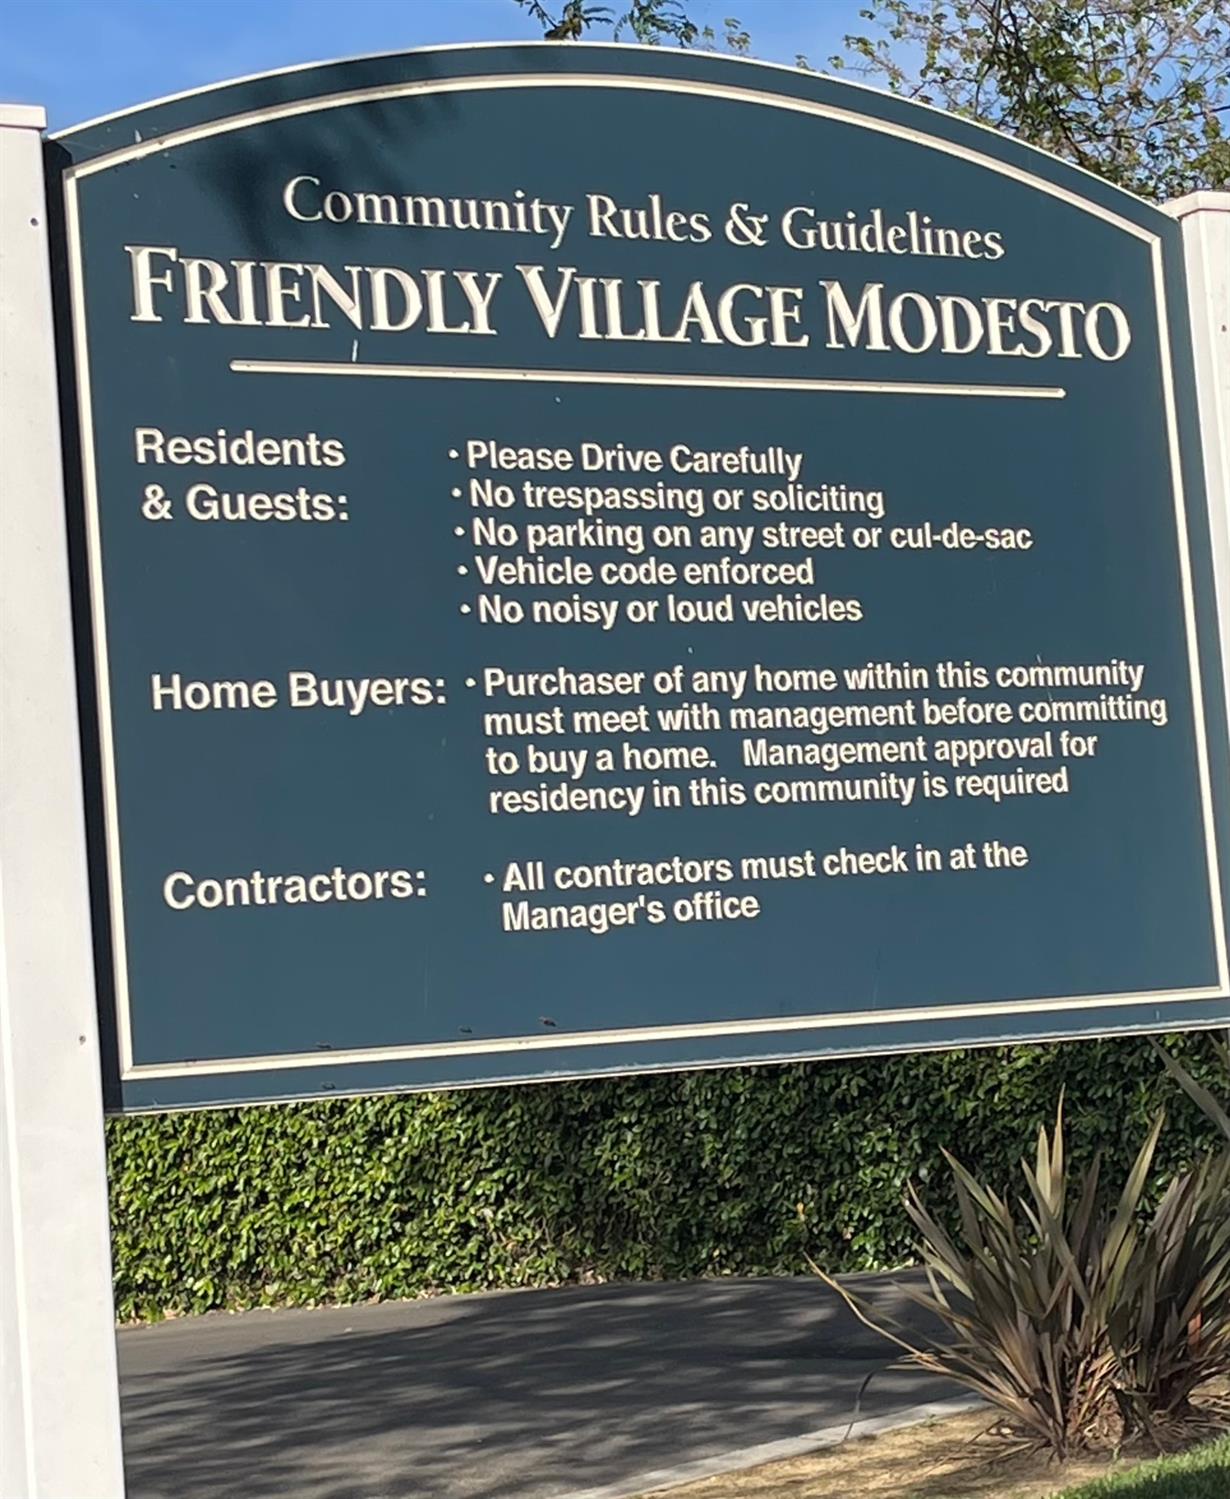 Community Rules & Guidelines
FRIENDLY VILLAGE MODESTO
Residents
& Guests:
• Please Drive Carefully
• No trespassing or soliciting
• No parking on any street or cul-de-sac
• Vehicle code enforced
• No noisy or loud vehicles
Home Buyers:
• Purchaser of any home within this community
must meet with management before committing
to buy a home. Management approval for
residency in this community is required
Contractors:
• All contractors must check in at the
Manager's office